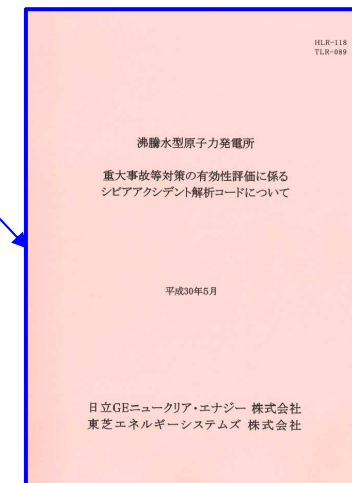 HLR-118
TLR-089
沸騰水型原子力発電所
重大事故等対策の有効性評価に係る
シビアアクシデント解析コードについて
平成30年5月
日立GEニュークリア・エナジー 株式会社
東芝エネルギーシステムズ 株式会社